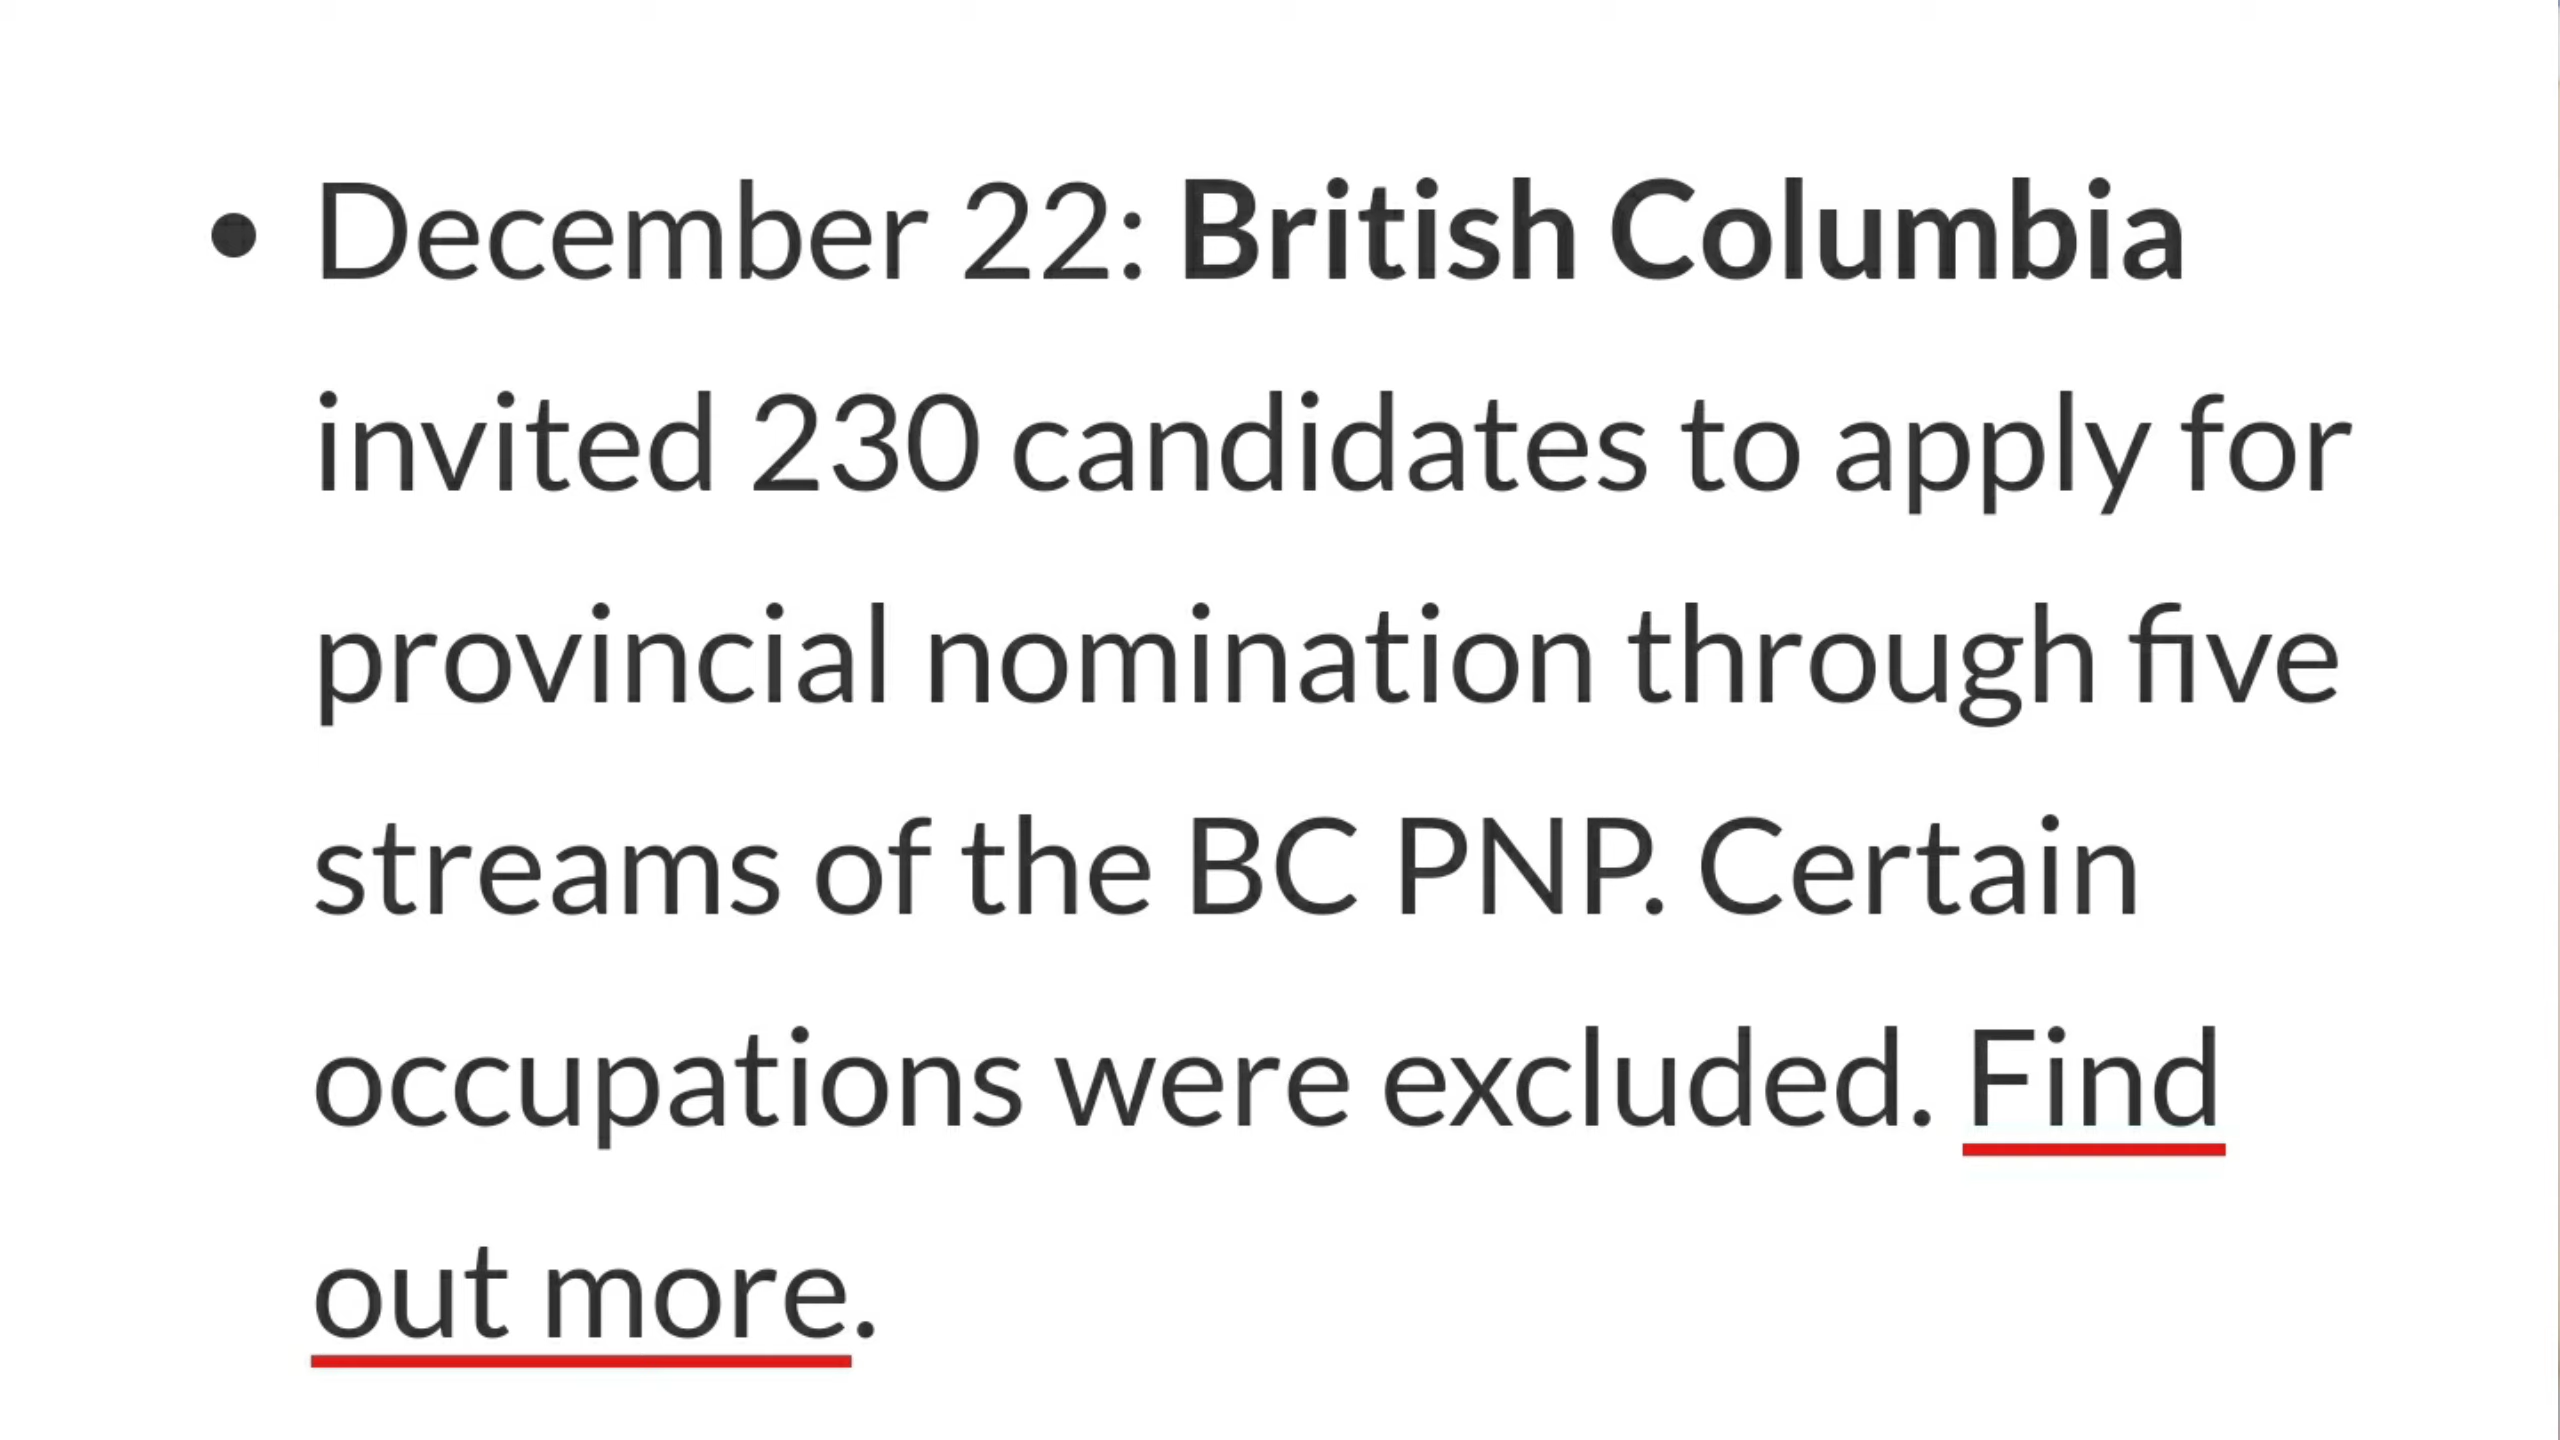 • December 22: British Columbia
invited 230 candidates to apply for
provincial nomination through five
streams of the BC PNP. Certain
occupations were excluded. Find
out more.